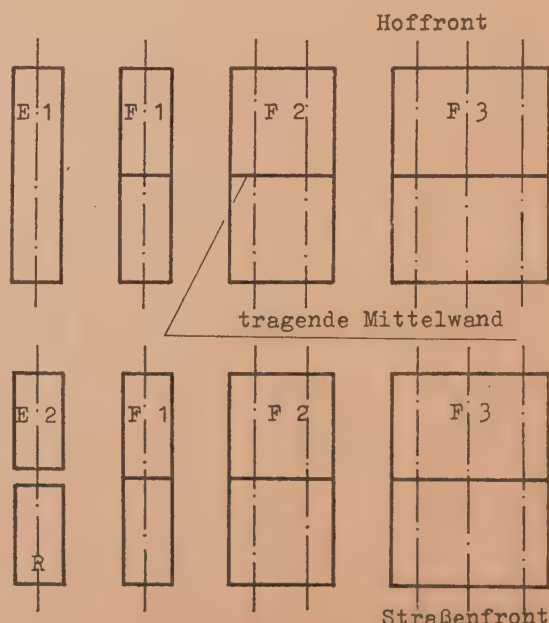 Hoffront
E 1
F 1
F 2
F 3
tragende Mittelwand
E 2
F 1
F 2
F 3
R
Straßenfront